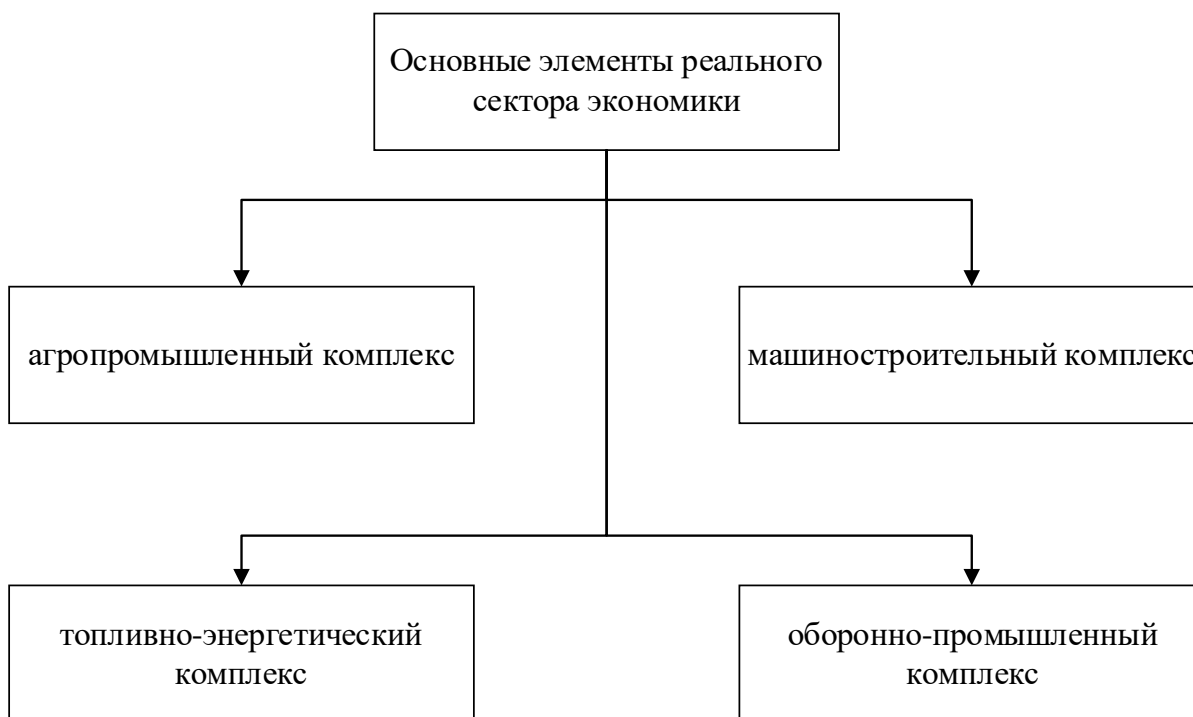 Основные элементы реального
сектора экономики
агропромышленный комплекс
машиностроительный комплекс
топливно-энергетический
комплекс
оборонно-промышленный
комплекс